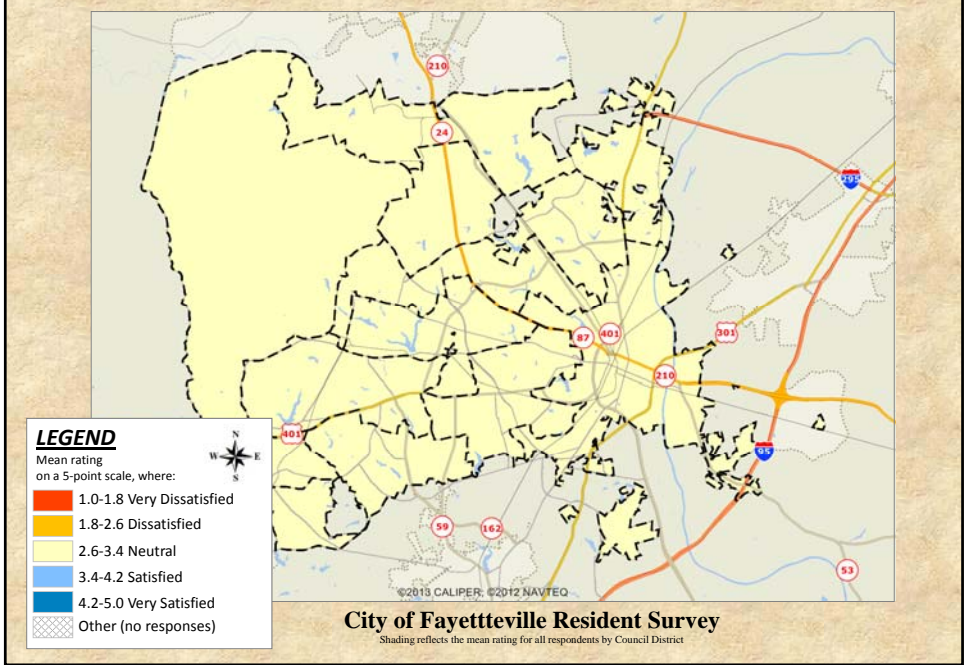 210
24
295
87
401
301
210
401
95
59
162
53
LEGEND
Mean rating
on a 5-point scale, where:
N
W E
S
1.0-1.8 Very Dissatisfied
1.8-2.6 Dissatisfied
2.6-3.4 Neutral
3.4-4.2 Satisfied
4.2-5.0 Very Satisfied
Other (no responses)
©2013 CALIPER; ©2012 NAVTEQ
City of Fayettteville Resident Survey
Shading reflects the mean rating for all respondents by Council District